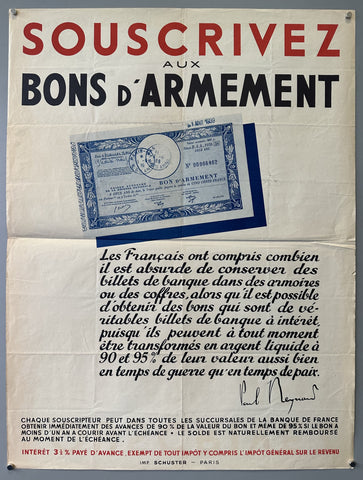 SOUSCRIVEZ
AUX
BONS D'ARMEMENT
BON D'ARMEMENT
Les Français ont compris combien
il est absurde de conserver des
billets de banque dans des armoires
ou des coffres, alors qu'il est possible
d'obtenir des bons qui sont de vé-
ritables billets de banque à intérêt,
puisqu'ils peuvent à tout moment
être transformés en argent liquide à
90 et 95% de leur valeur aussi bien
en temps de guerre qu'en temps de paix.
Paul Reynaud
CHAQUE SOUSCRIPTEUR PEUT DANS TOUTES LES SUCCURSALES DE LA BANQUE DE FRANCE
OBTENIR IMMÉDIATEMENT DES AVANCES DE 90 % DE LA VALEUR DU BON ET MÊME DE 95 % SI LE BON A
MOINS D'UN AN A COURIR AVANT L'ÉCHÉANCE • LE SOLDE EST NATURELLEMENT REMBOURSÉ
AU MOMENT DE L'ÉCHÉANCE.
INTERÊT 3½ % PAYÉ D'AVANCE, EXEMPT DE TOUT IMPÔT Y COMPRIS L'IMPÔT GÉNÉRAL SUR LE REVENU
IMP. SCHUSTER - PARIS